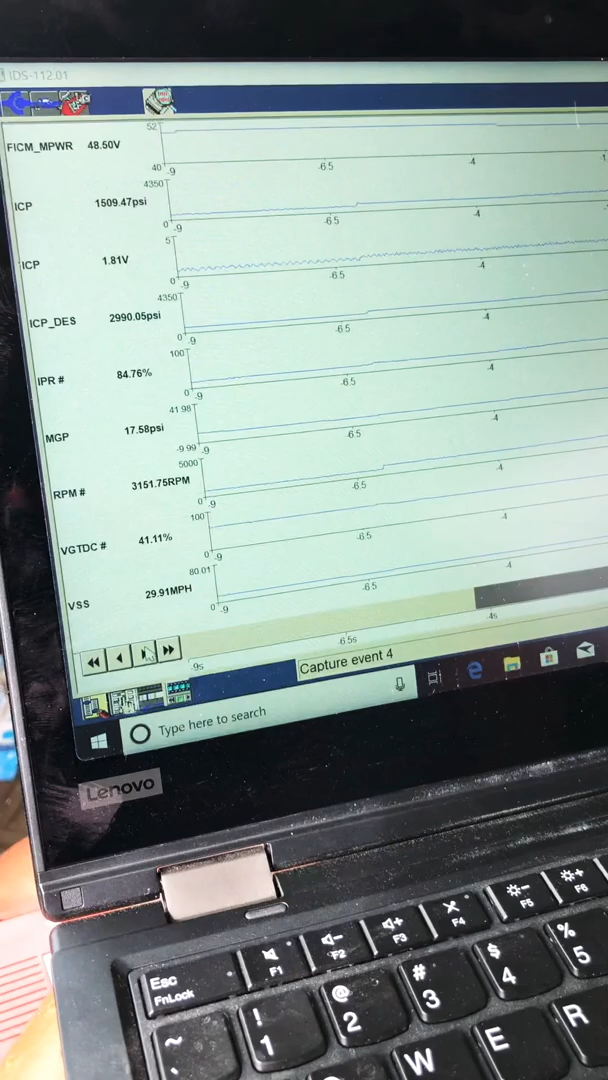 IDS-112.01
FICM_MPWR 48.50V 52 40 -9 -6.5 -4 -1
ICP 1509.47psi 4350 0 -9 -6.5 -4
ICP 1.81V 5 0 -9 -6.5 -4
ICP_DES 2990.05psi 4350 0 -9 -6.5 -4
IPR # 84.76% 100 0 -9 -6.5 -4
MGP 17.58psi 41.98 -9.99 -9 -6.5 -4
RPM # 3151.75RPM 5000 0 -9 -6.5 -4
VGTDC # 41.11% 100 0 -9 -6.5 -4
VSS 29.91MPH 80.01 0 -9 -6.5 -4
-9s -6.5s -4s
Capture event 4
Type here to search
Lenovo
Esc FnLock F1 F2 F3 F4 F5 F6
~ ` ! 1 @ 2 # 3 $ 4 % 5
W E R